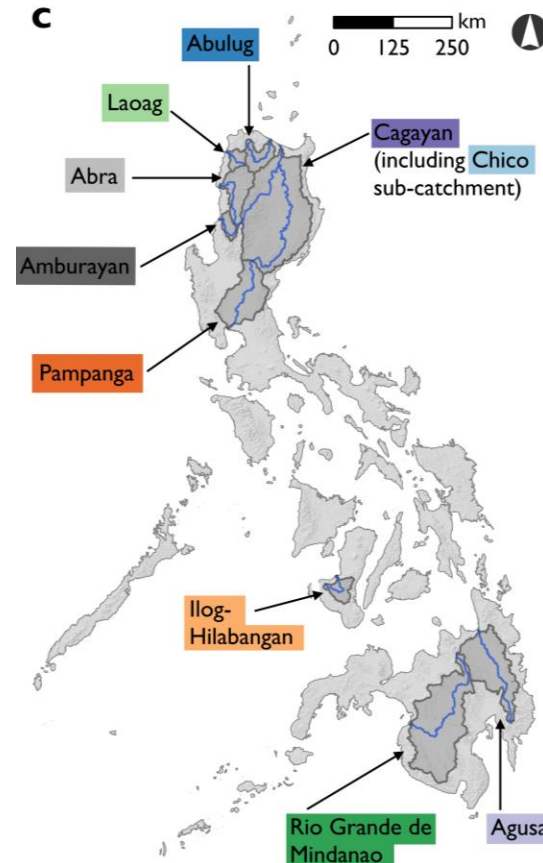 c
km
0 125 250
Abulug
Laoag
Cagayan
(including Chico
sub-catchment)
Abra
Amburayan
Pampanga
Ilog-
Hilabangan
Rio Grande de
Mindanao
Agusa